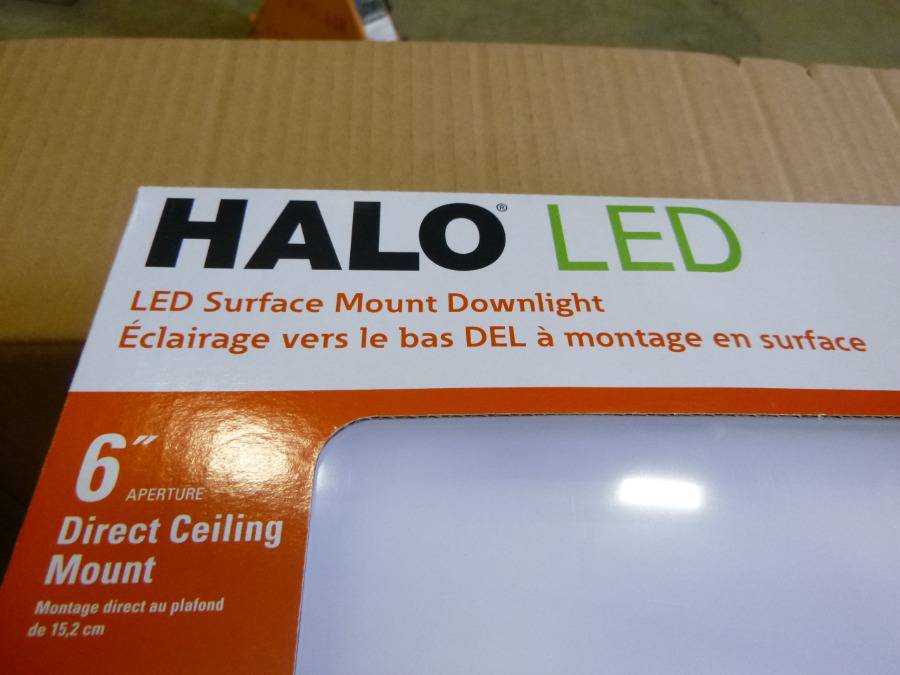 HALO® LED
LED Surface Mount Downlight
Éclairage vers le bas DEL à montage en surface
6"
APERTURE
Direct Ceiling
Mount
Montage direct au plafond
de 15,2 cm